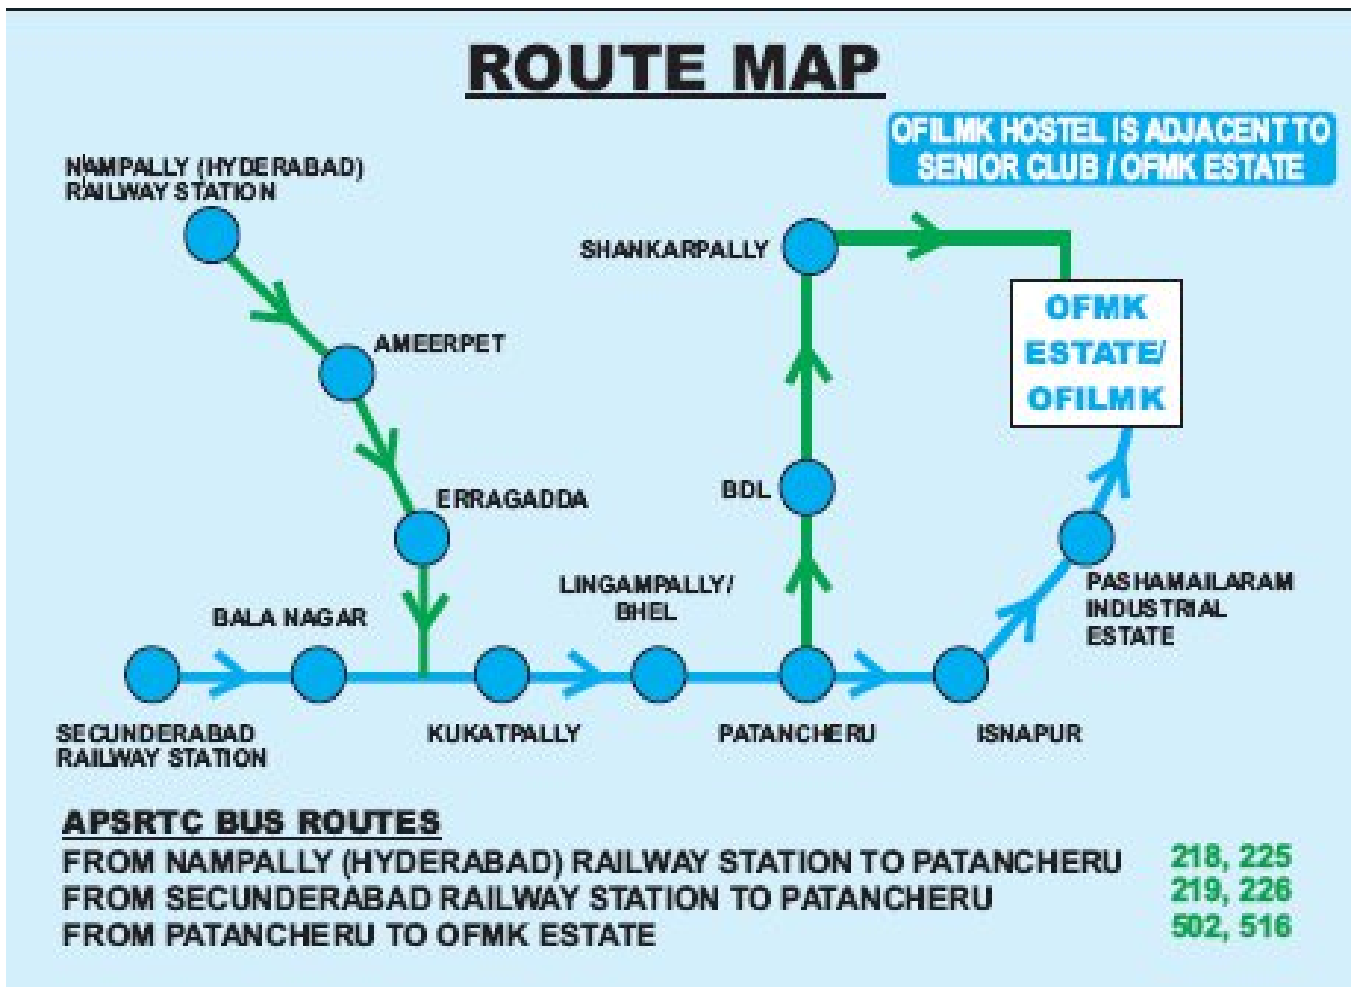 ROUTE MAP
OFILMK HOSTEL IS ADJACENT TO
SENIOR CLUB / OFMK ESTATE
NAMPALLY (HYDERABAD)
RAILWAY STATION
SHANKARPALLY
OFMK
ESTATE/
OFILMK
AMEERPET
ERRAGADDA
BDL
LINGAMPALLY/
BHEL
PASHAMAILARAM
INDUSTRIAL
ESTATE
BALA NAGAR
SECUNDERABAD
RAILWAY STATION
KUKATPALLY
PATANCHERU
ISNAPUR
APSRTC BUS ROUTES
FROM NAMPALLY (HYDERABAD) RAILWAY STATION TO PATANCHERU 218, 225
FROM SECUNDERABAD RAILWAY STATION TO PATANCHERU 219, 226
FROM PATANCHERU TO OFMK ESTATE 502, 516